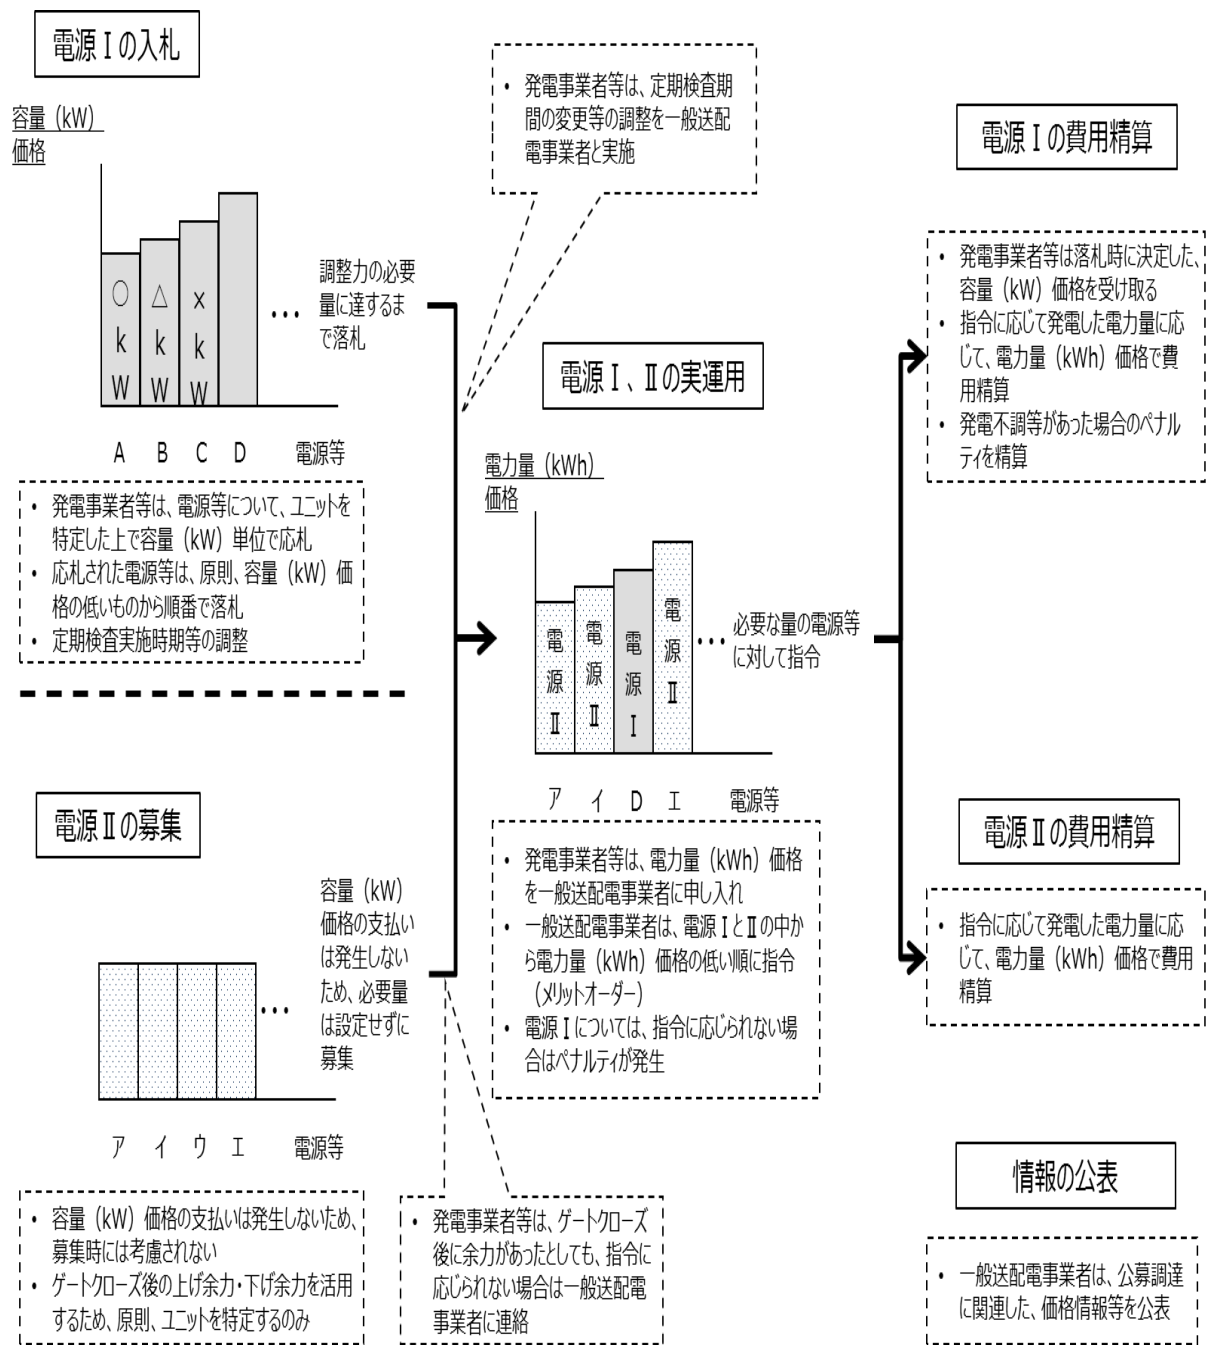 電源Ⅰの入札
容量（kW）
価格
○
k
W
△
k
W
×
k
W
・・・
調整力の必要
量に達するま
で落札
A B C D 電源等
・ 発電事業者等は、電源等について、ユニットを
特定した上で容量（kW）単位で応札
・ 応札された電源等は、原則、容量（kW）価
格の低いものから順番で落札
・ 定期検査実施時期等の調整
電源Ⅱの募集
容量（kW）
価格の支払い
は発生しない
ため、必要量
は設定せずに
募集
・・・
ア イ ウ エ 電源等
・ 容量（kW）価格の支払いは発生しないため、
募集時には考慮されない
・ ゲートクローズ後の上げ余力・下げ余力を活用
するため、原則、ユニットを特定するのみ
・ 発電事業者等は、定期検査期
間の変更等の調整を一般送配
電事業者と実施
電源Ⅰ、Ⅱの実運用
電力量（kWh）
価格
電
源
Ⅱ
電
源
Ⅱ
電
源
Ⅰ
電
源
Ⅱ
・・・
必要な量の電源等
に対して指令
ア イ D エ 電源等
・ 発電事業者等は、電力量（kWh）価格
を一般送配電事業者に申し入れ
・ 一般送配電事業者は、電源ⅠとⅡの中か
ら電力量（kWh）価格の低い順に指令
（メリットオーダー）
・ 電源Ⅰについては、指令に応じられない場
合はペナルティが発生
・ 発電事業者等は、ゲートクローズ
後に余力があったとしても、指令に
応じられない場合は一般送配電
事業者に連絡
電源Ⅰの費用精算
・ 発電事業者等は落札時に決定した、
容量（kW）価格を受け取る
・ 指令に応じて発電した電力量に応
じて、電力量（kWh）価格で費
用精算
・ 発電不調等があった場合のペナル
ティを精算
電源Ⅱの費用精算
・ 指令に応じて発電した電力量に応
じて、電力量（kWh）価格で費用
精算
情報の公表
・ 一般送配電事業者は、公募調達
に関連した、価格情報等を公表